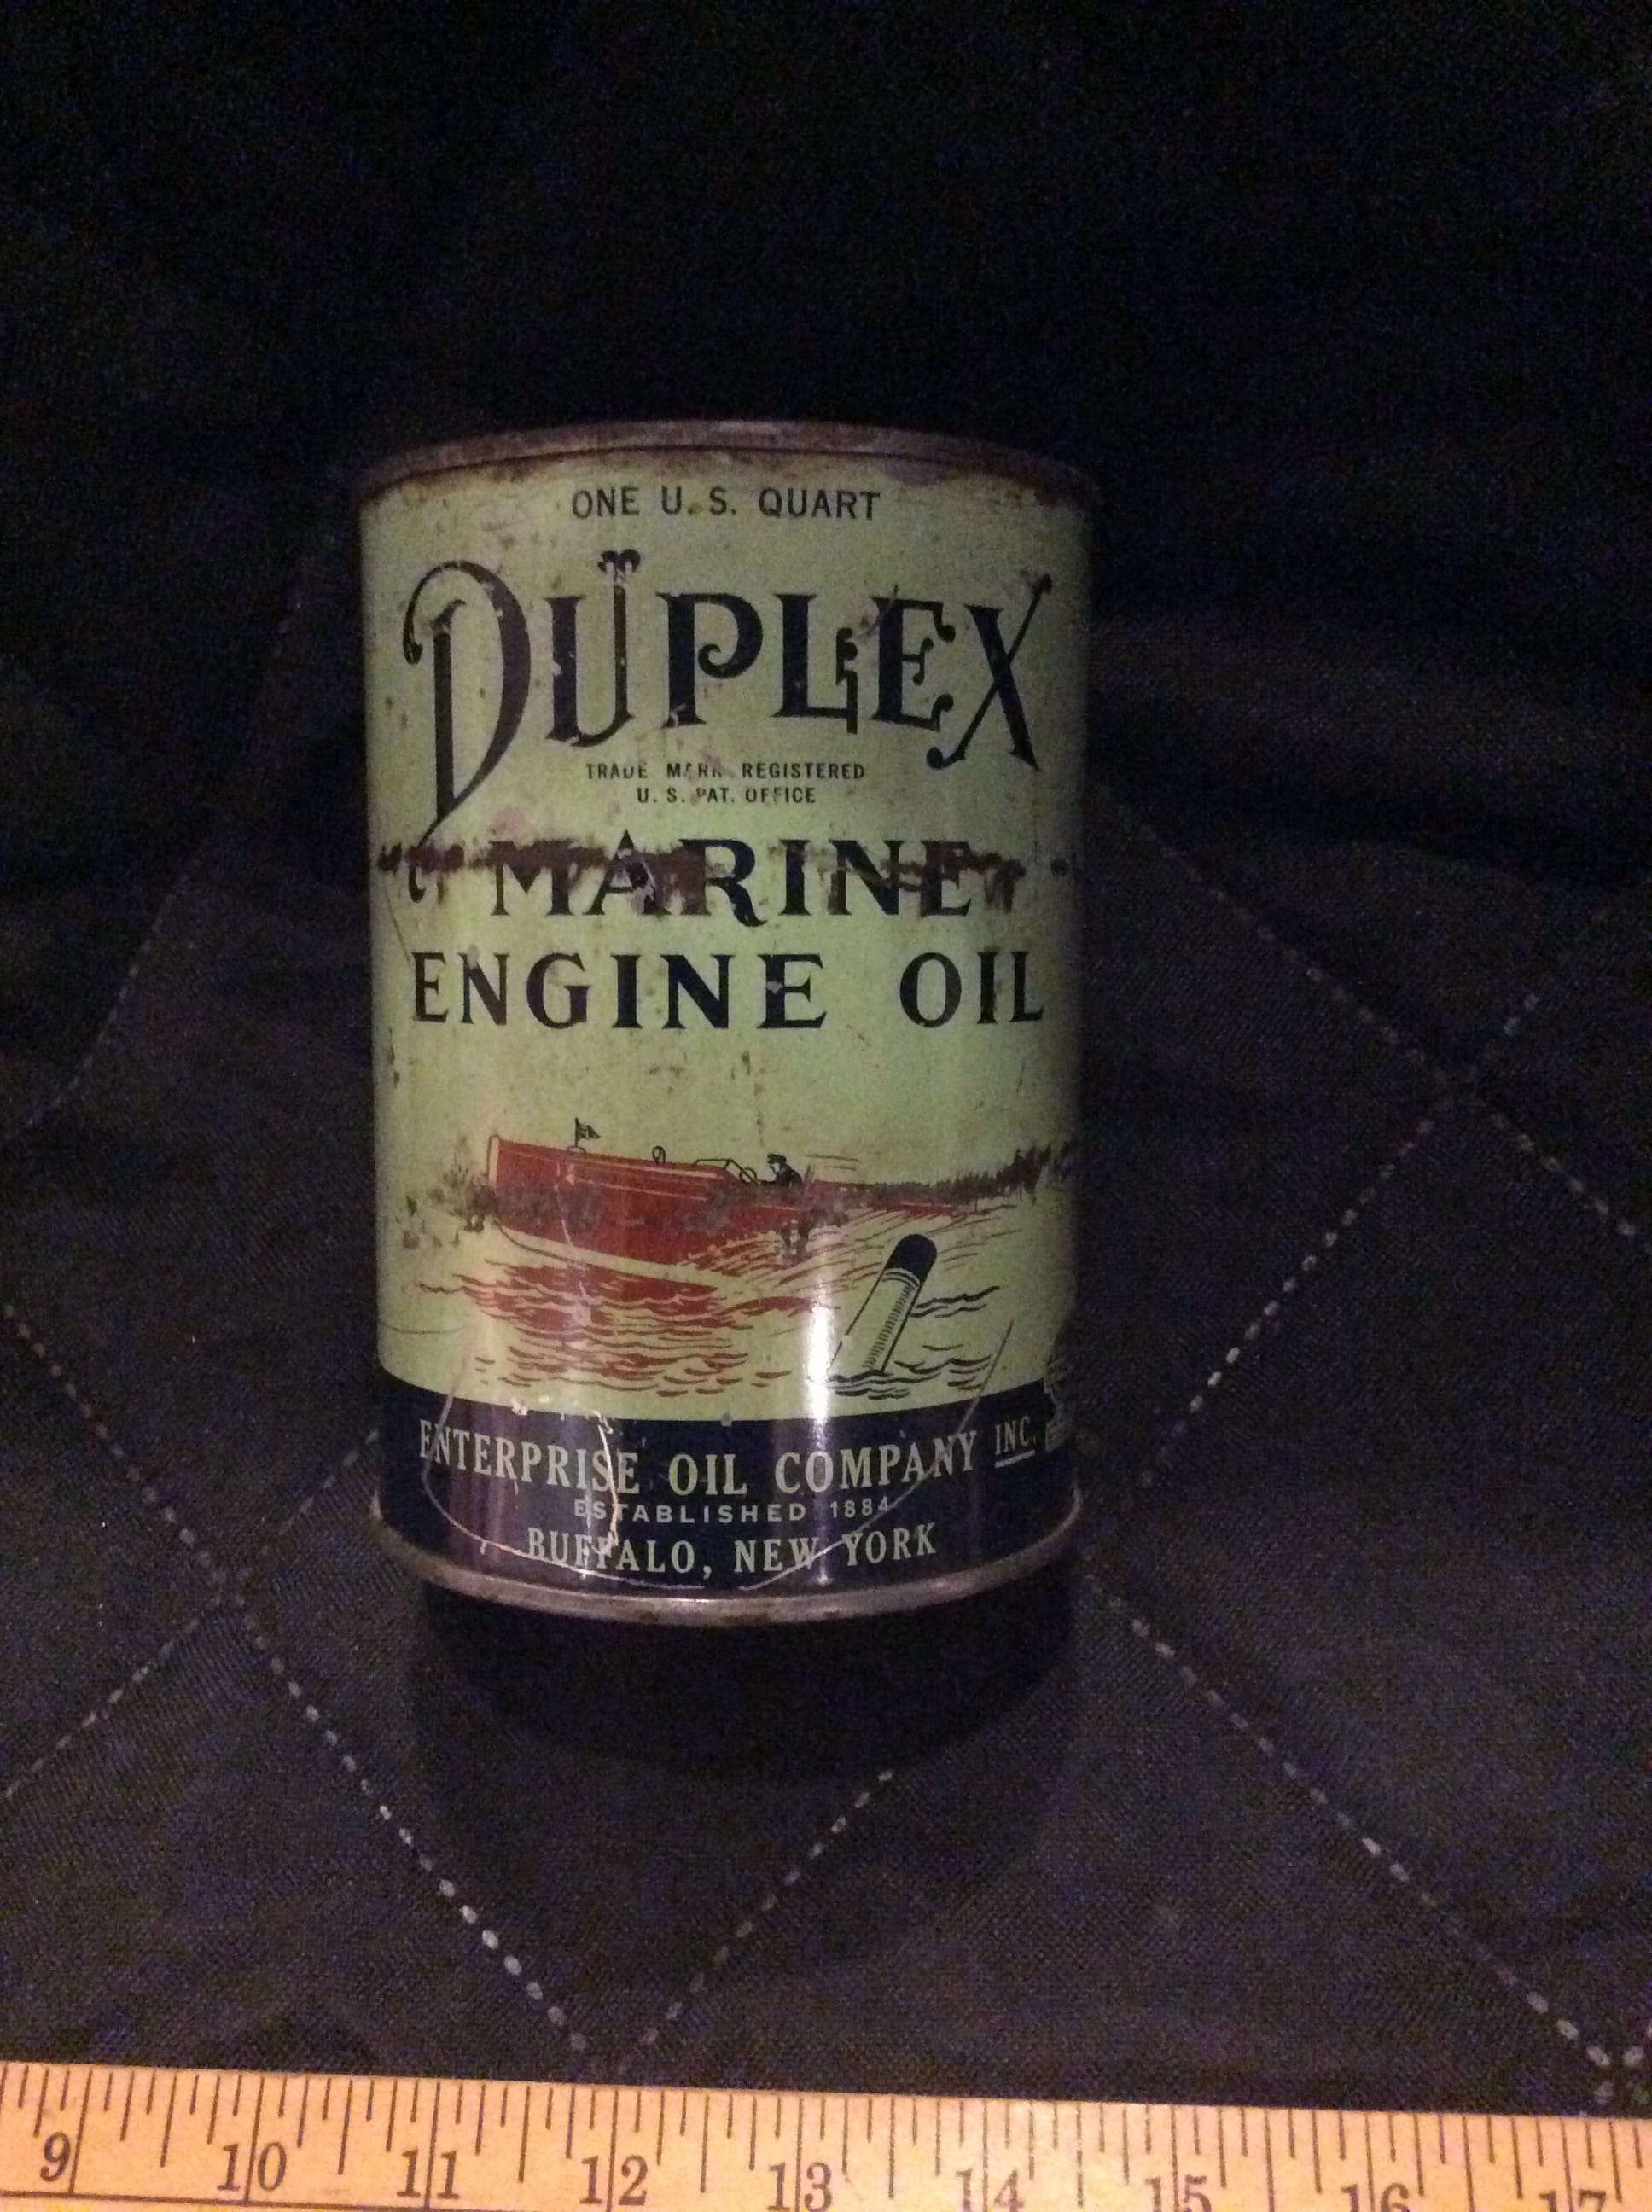 ONE U.S. QUART
DUPLEX
TRADE MARK REGISTERED
U.S. PAT. OFFICE
MARINE
ENGINE OIL
ENTERPRISE OIL COMPANY INC.
ESTABLISHED 1884
BUFFALO, NEW YORK
9 10 11 12 13 14 15 16 17